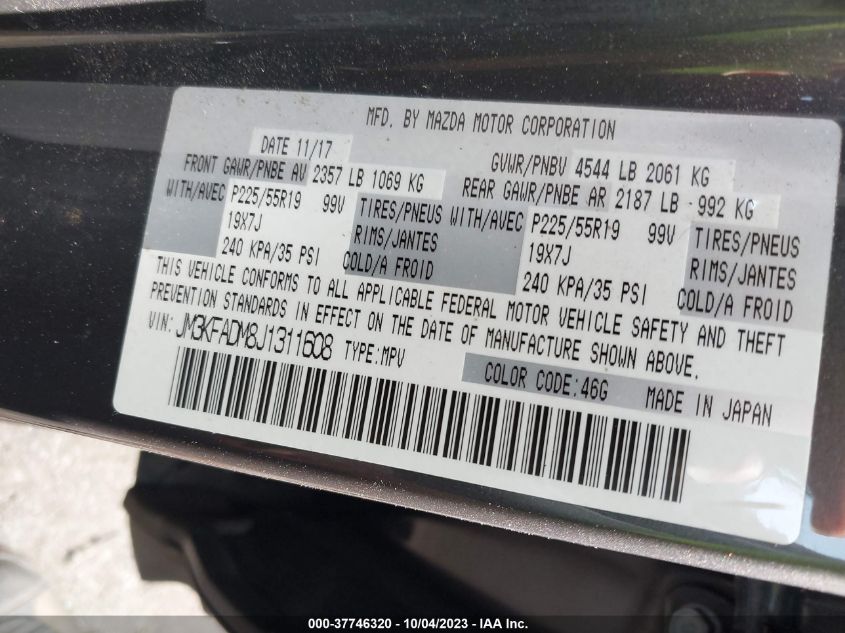 MFD. BY MAZDA MOTOR CORPORATION
DATE 11/17 GVWR/PNBV 4544 LB 2061 KG
FRONT GAWR/PNBE AV 2357 LB 1069 KG REAR GAWR/PNBE AR 2187 LB 992 KG
WITH/AVEC P225/55R19 99V TIRES/PNEUS WITH/AVEC P225/55R19 99V TIRES/PNEUS
19X7J RIMS/JANTES 19X7J RIMS/JANTES
240 KPA/35 PSI COLD/A FROID 240 KPA/35 PSI COLD/A FROID
THIS VEHICLE CONFORMS TO ALL APPLICABLE FEDERAL MOTOR VEHICLE SAFETY AND THEFT
PREVENTION STANDARDS IN EFFECT ON THE DATE OF MANUFACTURE SHOWN ABOVE.
VIN: JM3KFADM8J1311608 TYPE:MPV
COLOR CODE:46G MADE IN JAPAN
000-37746320 - 10/04/2023 - IAA Inc.